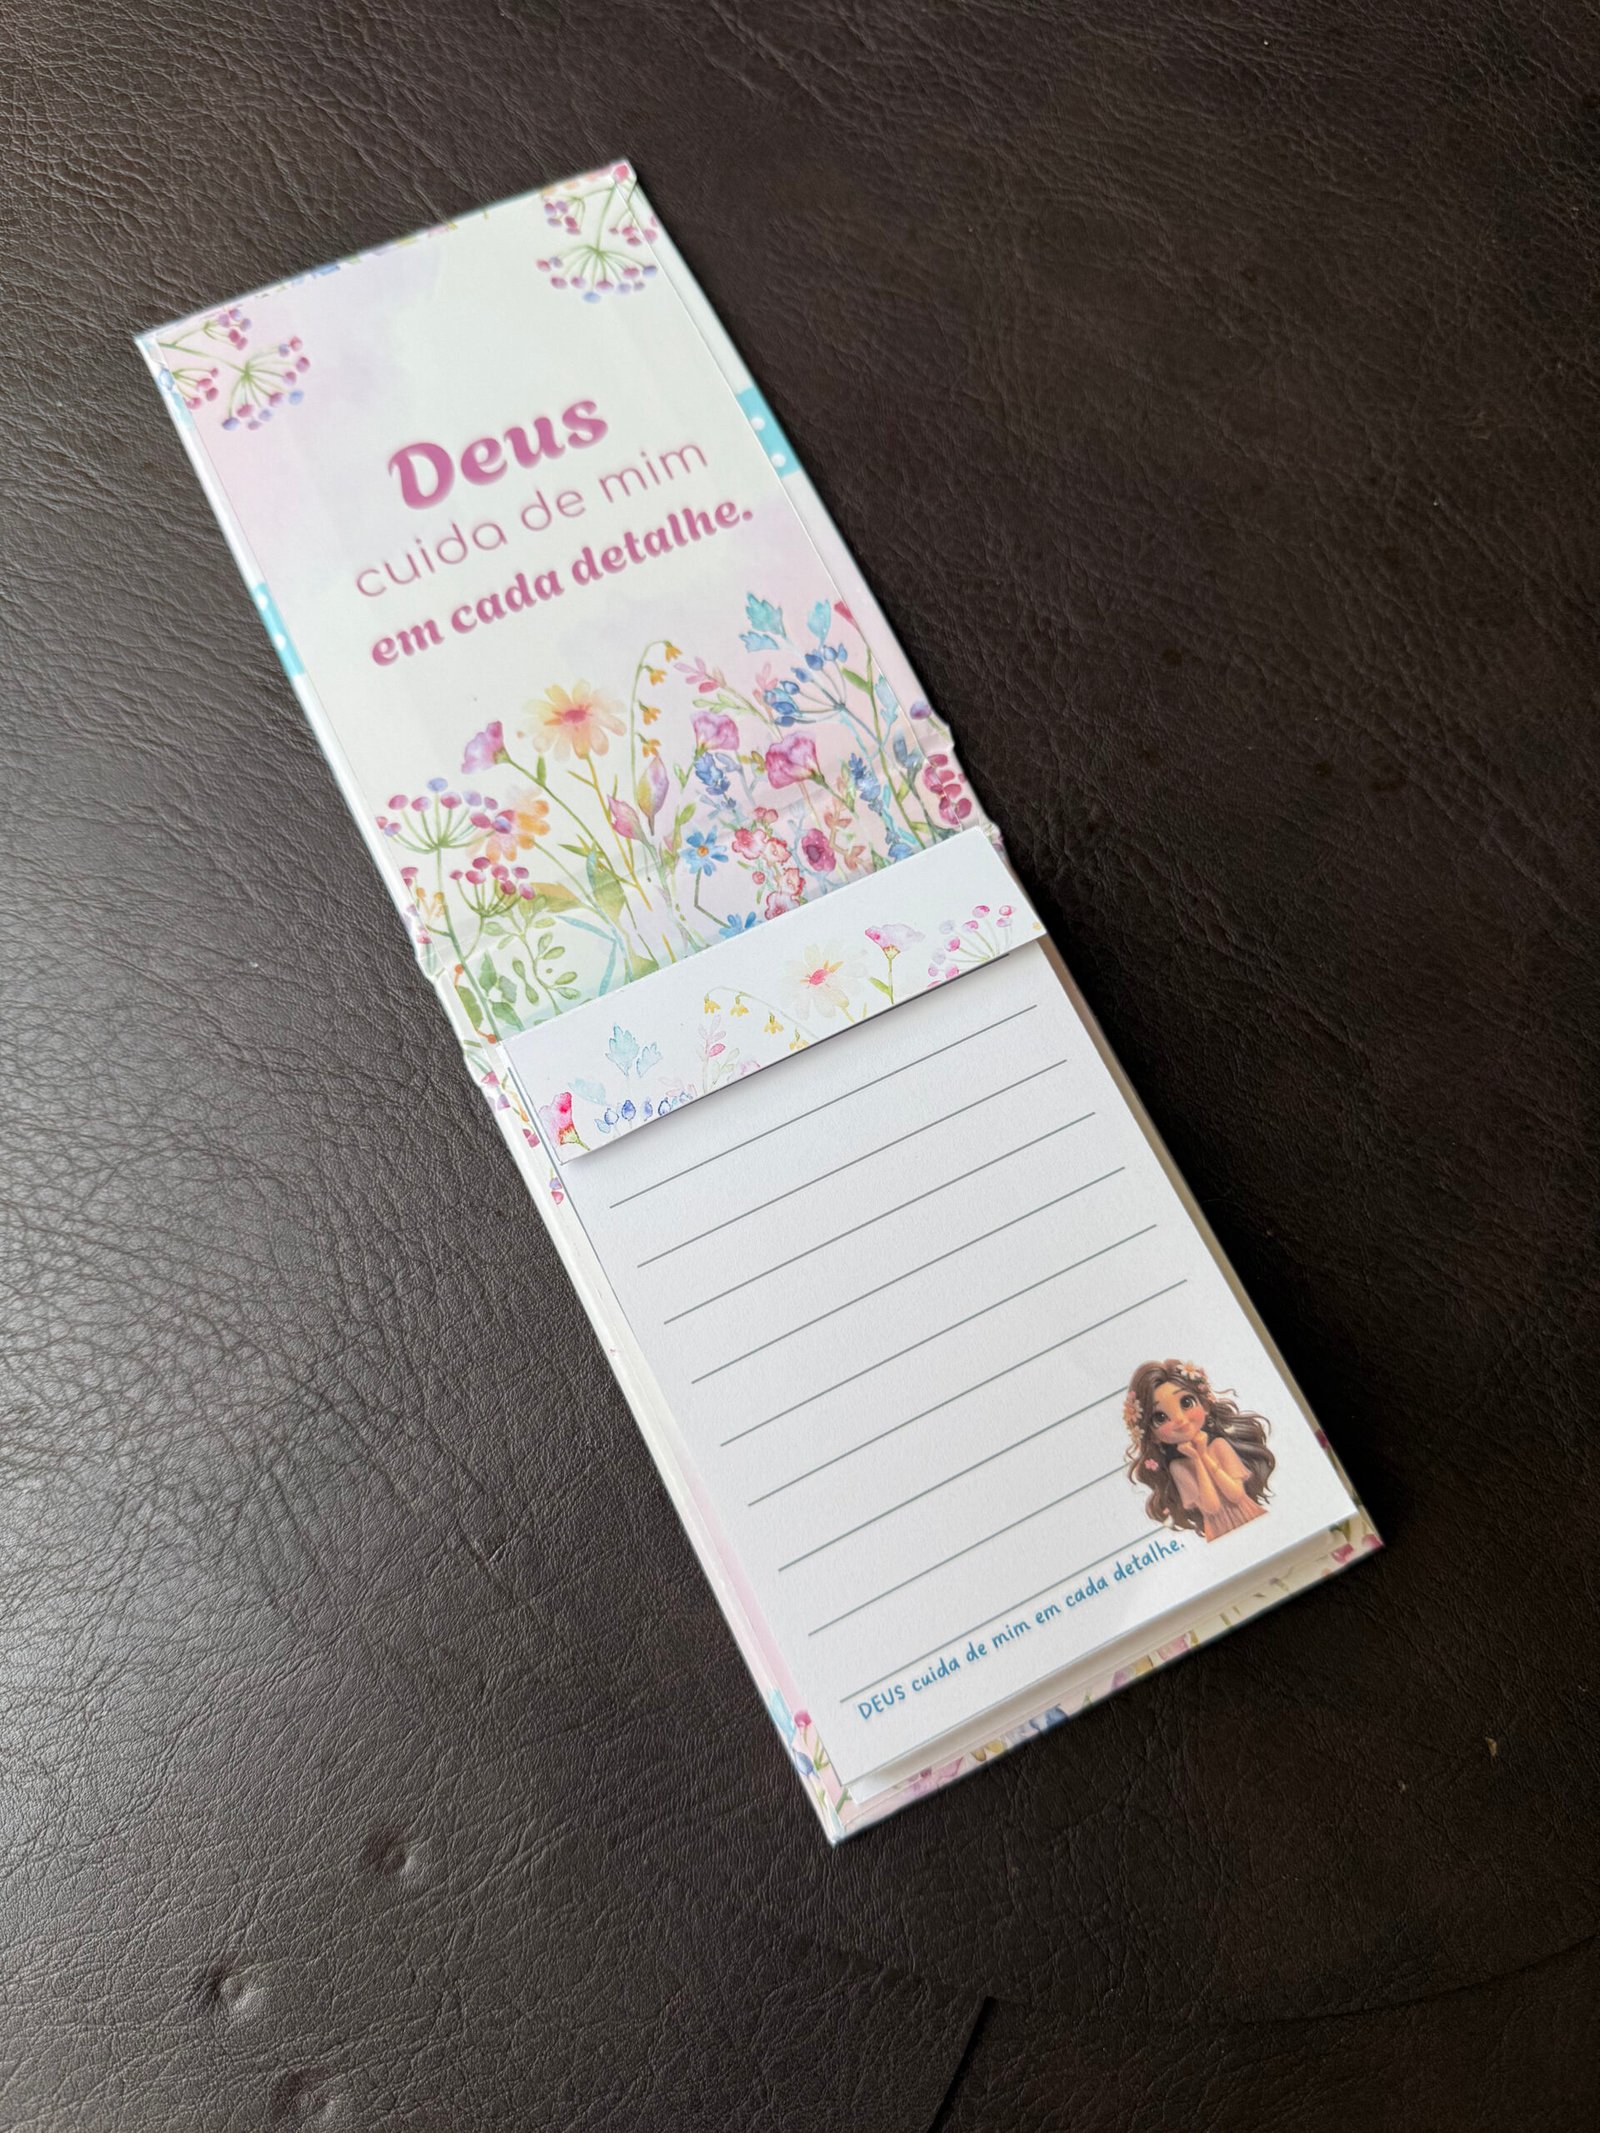 Deus
cuida de mim
em cada detalhe.
DEUS cuida de mim em cada detalhe.